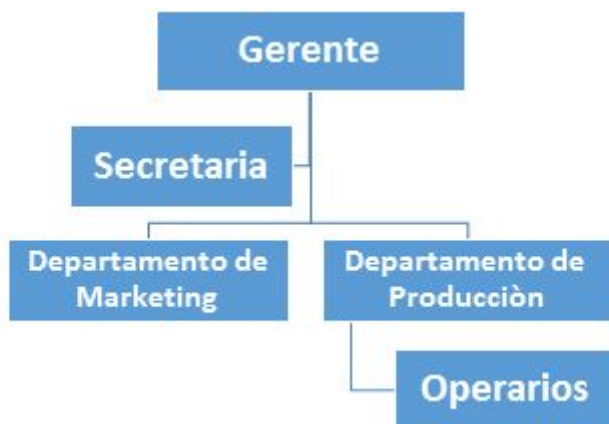 Gerente
Secretaria
Departamento de
Marketing
Departamento de
Producciòn
Operarios